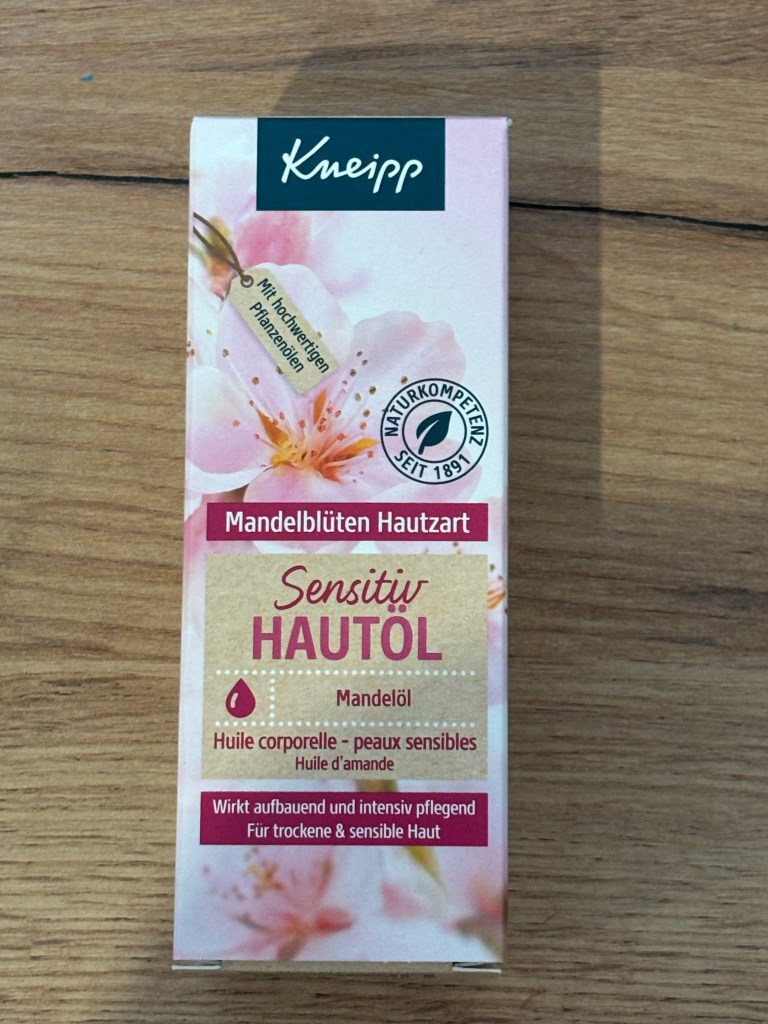 Kneipp
Mit hochwertigen
Pflanzenölen
NATURKOMPETENZ
SEIT 1891
Mandelblüten Hautzart
Sensitiv
HAUTÖL
Mandelöl
Huile corporelle - peaux sensibles
Huile d'amande
Wirkt aufbauend und intensiv pflegend
Für trockene & sensible Haut